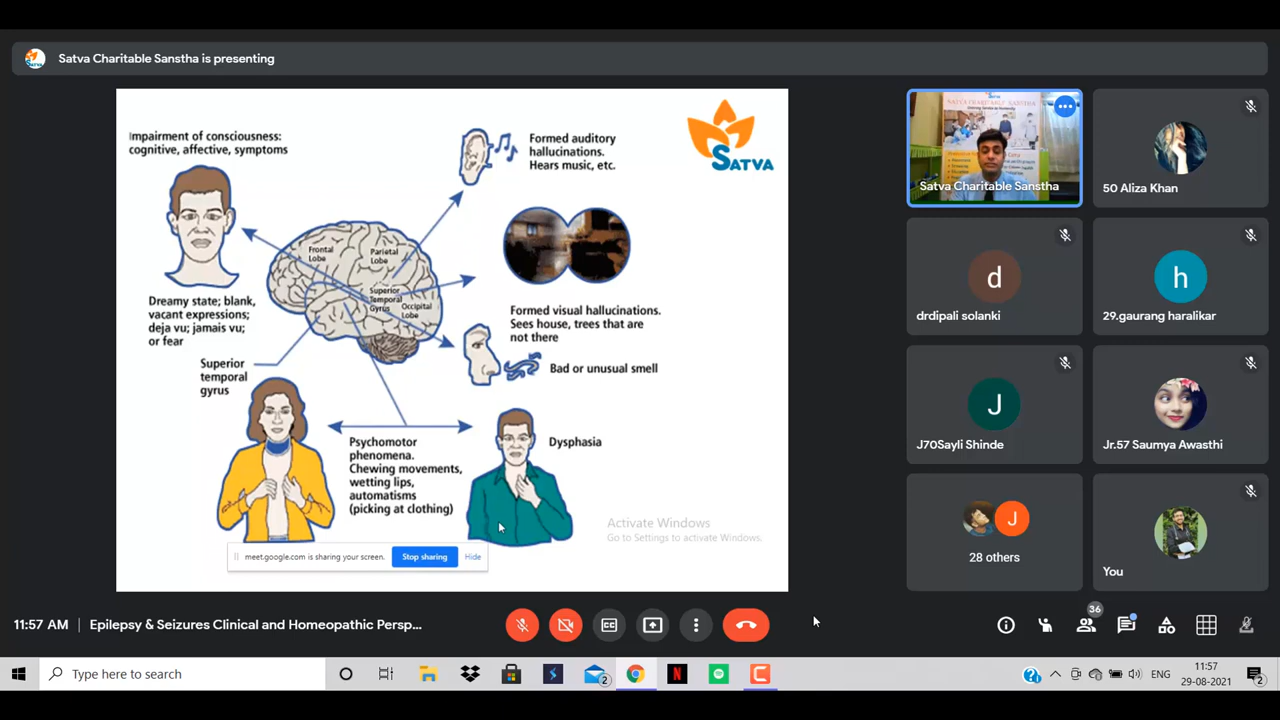 Satva Charitable Sanstha is presenting
Impairment of consciousness:
cognitive, affective, symptoms
Formed auditory
hallucinations.
Hears music, etc.
SATVA
Frontal
Lobe
Parietal
Lobe
Superior
Temporal
Gyrus
Occipital
Lobe
Dreamy state; blank,
vacant expressions;
deja vu; jamais vu;
or fear
Formed visual hallucinations.
Sees house, trees that are
not there
Bad or unusual smell
Superior
temporal
gyrus
Psychomotor
phenomena.
Chewing movements,
wetting lips,
automatisms
(picking at clothing)
Dysphasia
Activate Windows
Go to Settings to activate Windows.
meet.google.com is sharing your screen.
Stop sharing
Hide
SATVA CHARITABLE SANSTHA
Satva Charitable Sanstha
50 Aliza Khan
d
drdipali solanki
h
29.gaurang haralikar
J
J70Sayli Shinde
Jr.57 Saumya Awasthi
J
28 others
You
11:57 AM
Epilepsy & Seizures Clinical and Homeopathic Persp...
36
Type here to search
2
ENG
11:57
29-08-2021
2